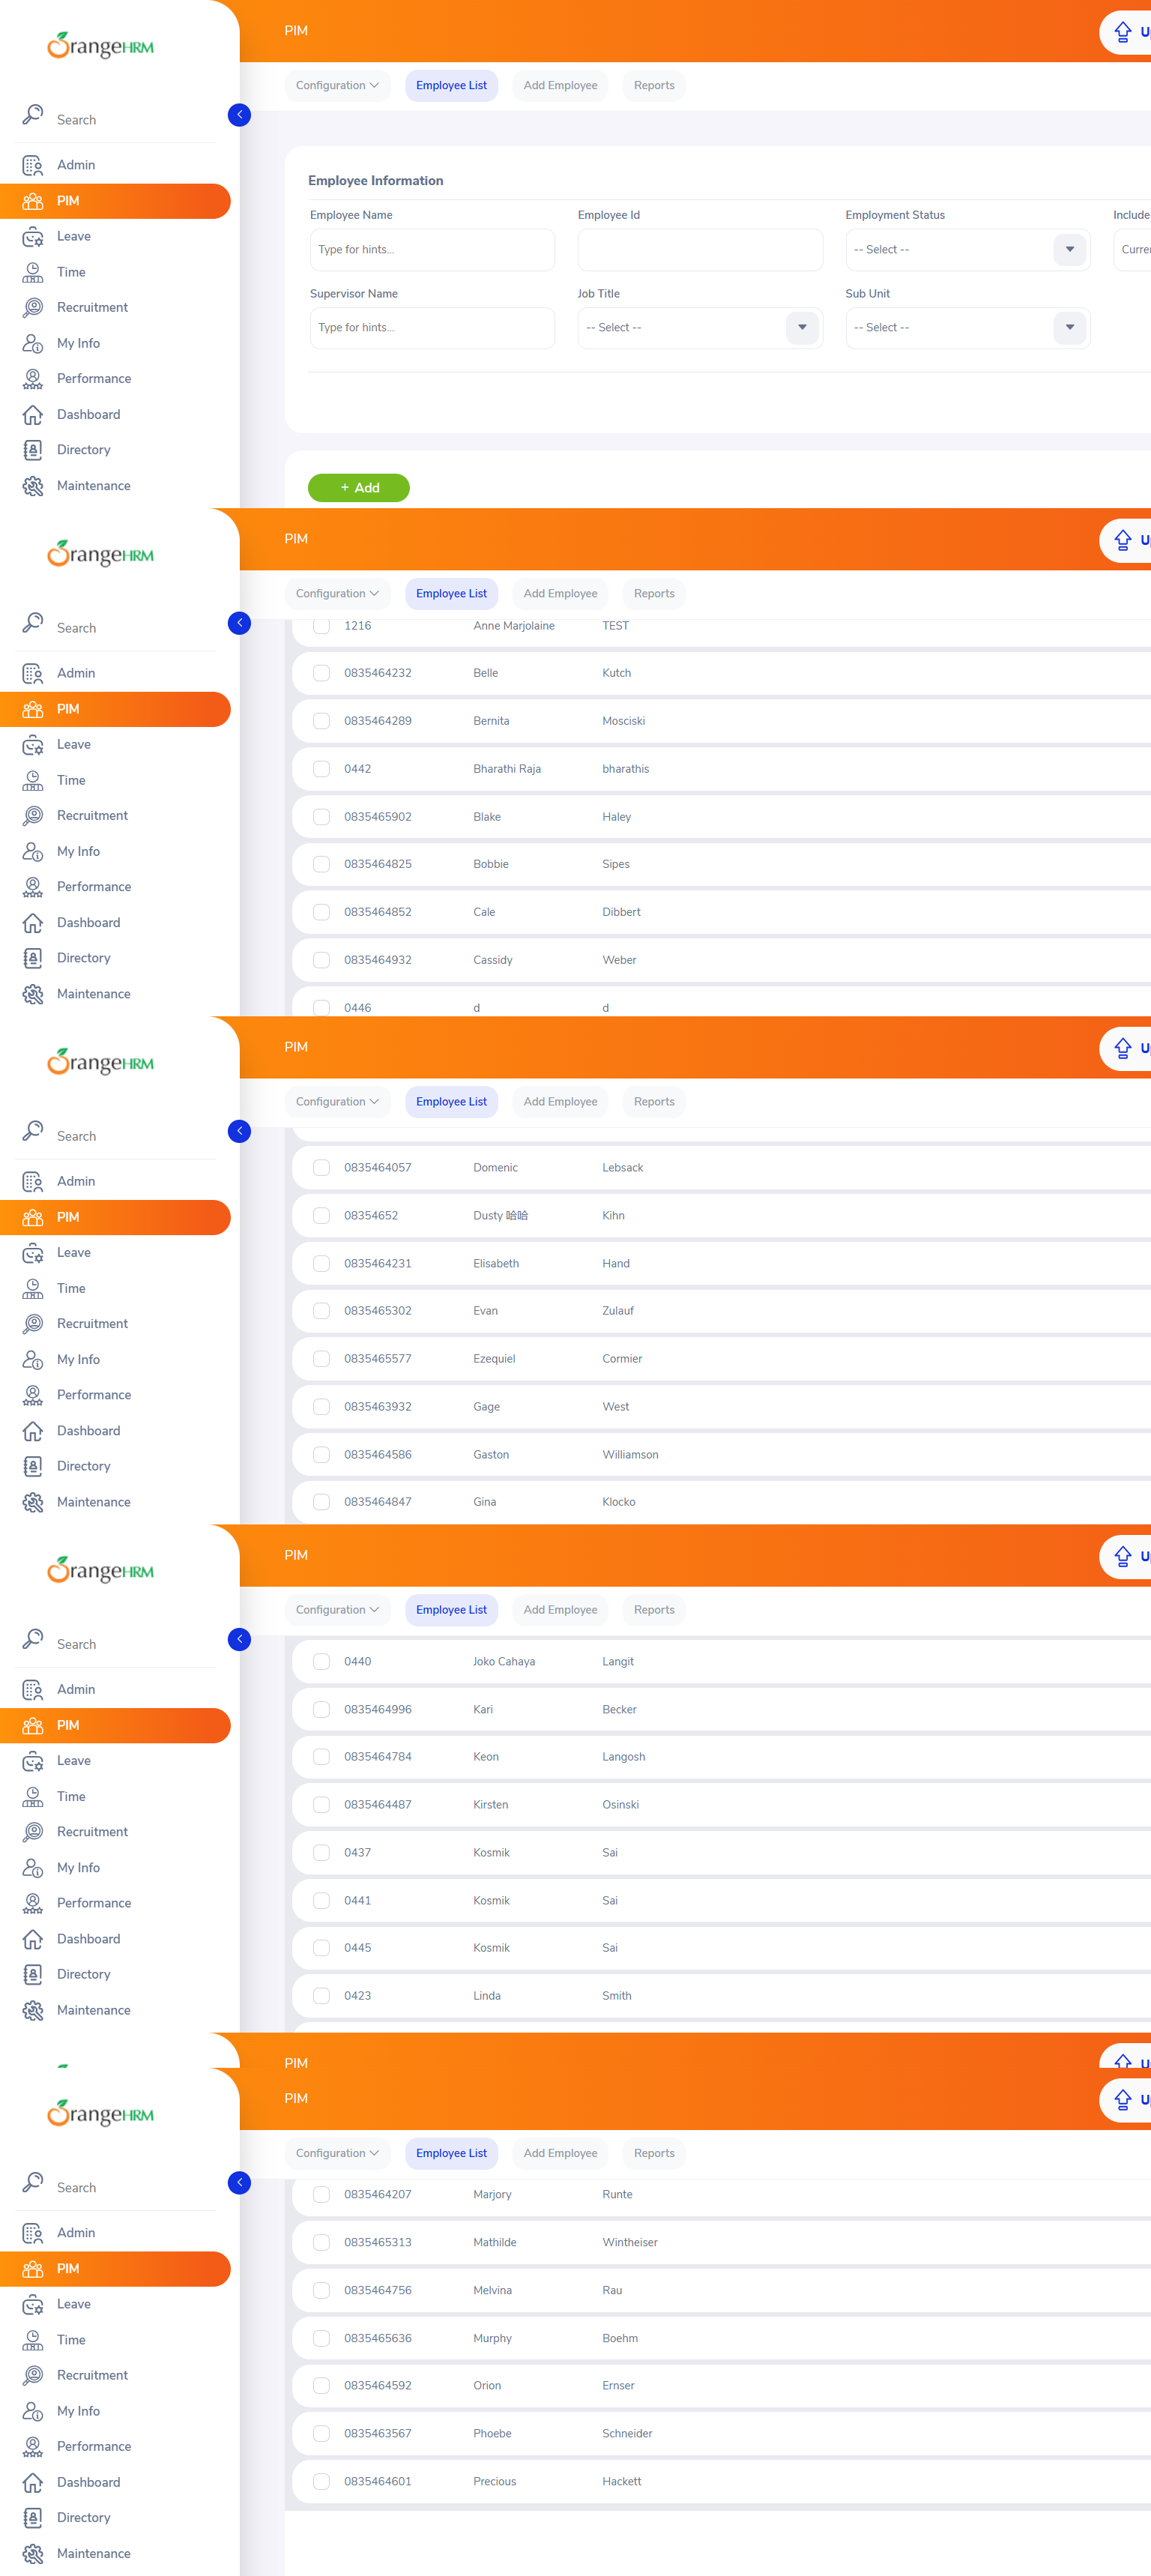 OrangeHRM
PIM
Configuration
Employee List
Add Employee
Reports
Search
Admin
PIM
Leave
Time
Recruitment
My Info
Performance
Dashboard
Directory
Maintenance
Employee Information
Employee Name
Employee Id
Employment Status
Include
Type for hints...
-- Select --
Supervisor Name
Job Title
Sub Unit
Type for hints...
-- Select --
-- Select --
+ Add
OrangeHRM
PIM
Configuration
Employee List
Add Employee
Reports
Search
Admin
PIM
Leave
Time
Recruitment
My Info
Performance
Dashboard
Directory
Maintenance
1216 Anne Marjolaine TEST
0835464232 Belle Kutch
0835464289 Bernita Mosciski
0442 Bharathi Raja bharathis
0835465902 Blake Haley
0835464825 Bobbie Sipes
0835464852 Cale Dibbert
0835464932 Cassidy Weber
0446 d d
OrangeHRM
PIM
Configuration
Employee List
Add Employee
Reports
Search
Admin
PIM
Leave
Time
Recruitment
My Info
Performance
Dashboard
Directory
Maintenance
0835464057 Domenic Lebsack
08354652 Dusty 哈哈 Kihn
0835464231 Elisabeth Hand
0835465302 Evan Zulauf
0835465577 Ezequiel Cormier
0835463932 Gage West
0835464586 Gaston Williamson
0835464847 Gina Klocko
OrangeHRM
PIM
Configuration
Employee List
Add Employee
Reports
Search
Admin
PIM
Leave
Time
Recruitment
My Info
Performance
Dashboard
Directory
Maintenance
0440 Joko Cahaya Langit
0835464996 Kari Becker
0835464784 Keon Langosh
0835464487 Kirsten Osinski
0437 Kosmik Sai
0441 Kosmik Sai
0445 Kosmik Sai
0423 Linda Smith
PIM
OrangeHRM
PIM
Configuration
Employee List
Add Employee
Reports
Search
Admin
PIM
Leave
Time
Recruitment
My Info
Performance
Dashboard
Directory
Maintenance
0835464207 Marjory Runte
0835465313 Mathilde Wintheiser
0835464756 Melvina Rau
0835465636 Murphy Boehm
0835464592 Orion Ernser
0835463567 Phoebe Schneider
0835464601 Precious Hackett